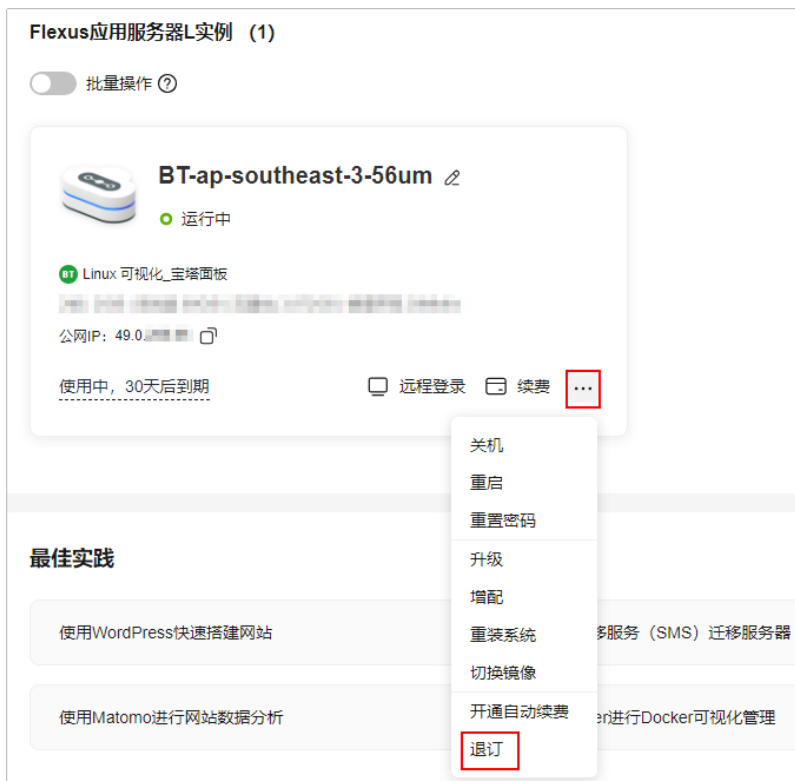 Flexus应用服务器L实例 (1)
批量操作
BT-ap-southeast-3-56um
运行中
BT Linux 可视化_宝塔面板
公网IP: 49.0.
使用中，30天后到期 远程登录 续费 ...
关机
重启
重置密码
升级
增配
重装系统
切换镜像
开通自动续费
退订
最佳实践
使用WordPress快速搭建网站
移服务（SMS）迁移服务器
使用Matomo进行网站数据分析
er进行Docker可视化管理